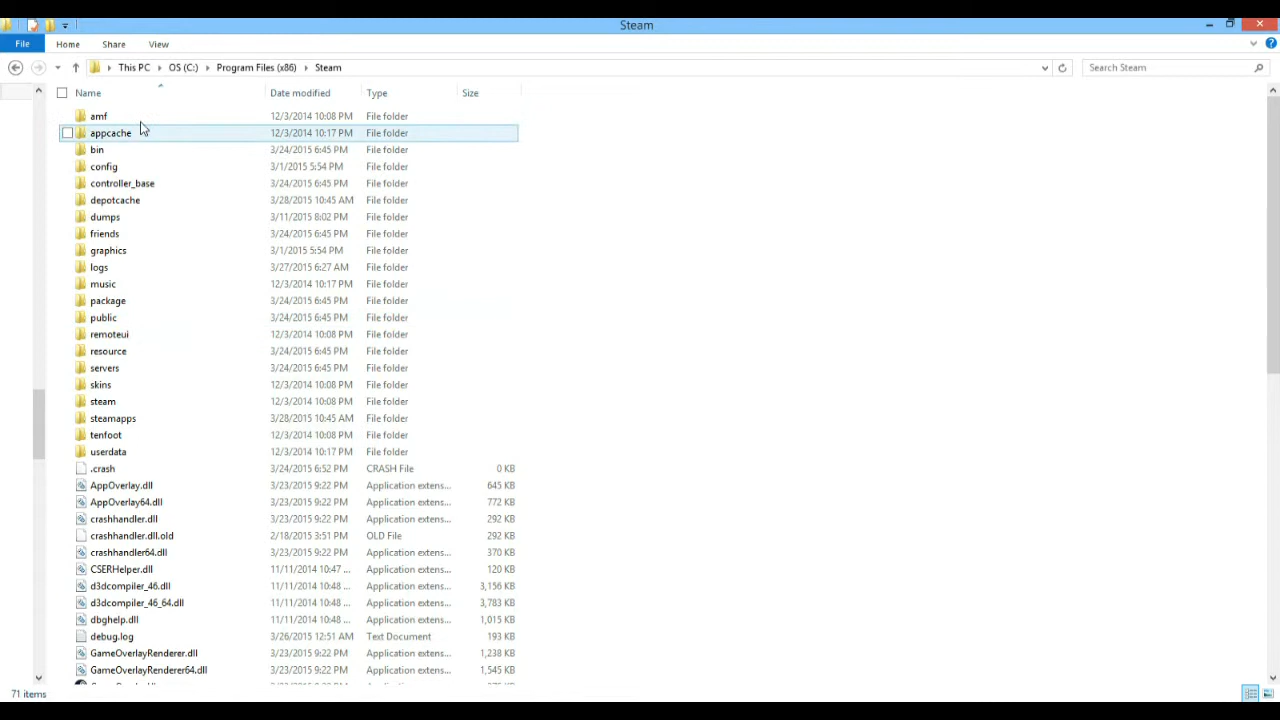 Steam
File Home Share View
This PC OS (C:) Program Files (x86) Steam Search Steam
Name Date modified Type Size
amf 12/3/2014 10:08 PM File folder
appcache 12/3/2014 10:17 PM File folder
bin 3/24/2015 6:45 PM File folder
config 3/1/2015 5:54 PM File folder
controller_base 3/24/2015 6:45 PM File folder
depotcache 3/28/2015 10:45 AM File folder
dumps 3/11/2015 8:02 PM File folder
friends 3/24/2015 6:45 PM File folder
graphics 3/1/2015 5:54 PM File folder
logs 3/27/2015 6:27 AM File folder
music 12/3/2014 10:17 PM File folder
package 3/24/2015 6:45 PM File folder
public 3/24/2015 6:45 PM File folder
remoteui 12/3/2014 10:08 PM File folder
resource 3/24/2015 6:45 PM File folder
servers 3/24/2015 6:45 PM File folder
skins 12/3/2014 10:08 PM File folder
steam 12/3/2014 10:08 PM File folder
steamapps 3/28/2015 10:45 AM File folder
tenfoot 12/3/2014 10:08 PM File folder
userdata 12/3/2014 10:17 PM File folder
.crash 3/24/2015 6:52 PM CRASH File 0 KB
AppOverlay.dll 3/23/2015 9:22 PM Application extens... 645 KB
AppOverlay64.dll 3/23/2015 9:22 PM Application extens... 772 KB
crashhandler.dll 3/23/2015 9:22 PM Application extens... 292 KB
crashhandler.dll.old 2/18/2015 3:51 PM OLD File 292 KB
crashhandler64.dll 3/23/2015 9:22 PM Application extens... 370 KB
CSERHelper.dll 11/11/2014 10:47 ... Application extens... 120 KB
d3dcompiler_46.dll 11/11/2014 10:48 ... Application extens... 3,156 KB
d3dcompiler_46_64.dll 11/11/2014 10:48 ... Application extens... 3,783 KB
dbghelp.dll 11/11/2014 10:48 ... Application extens... 1,015 KB
debug.log 3/26/2015 12:51 AM Text Document 193 KB
GameOverlayRenderer.dll 3/23/2015 9:22 PM Application extens... 1,238 KB
GameOverlayRenderer64.dll 3/23/2015 9:22 PM Application extens... 1,545 KB
71 items